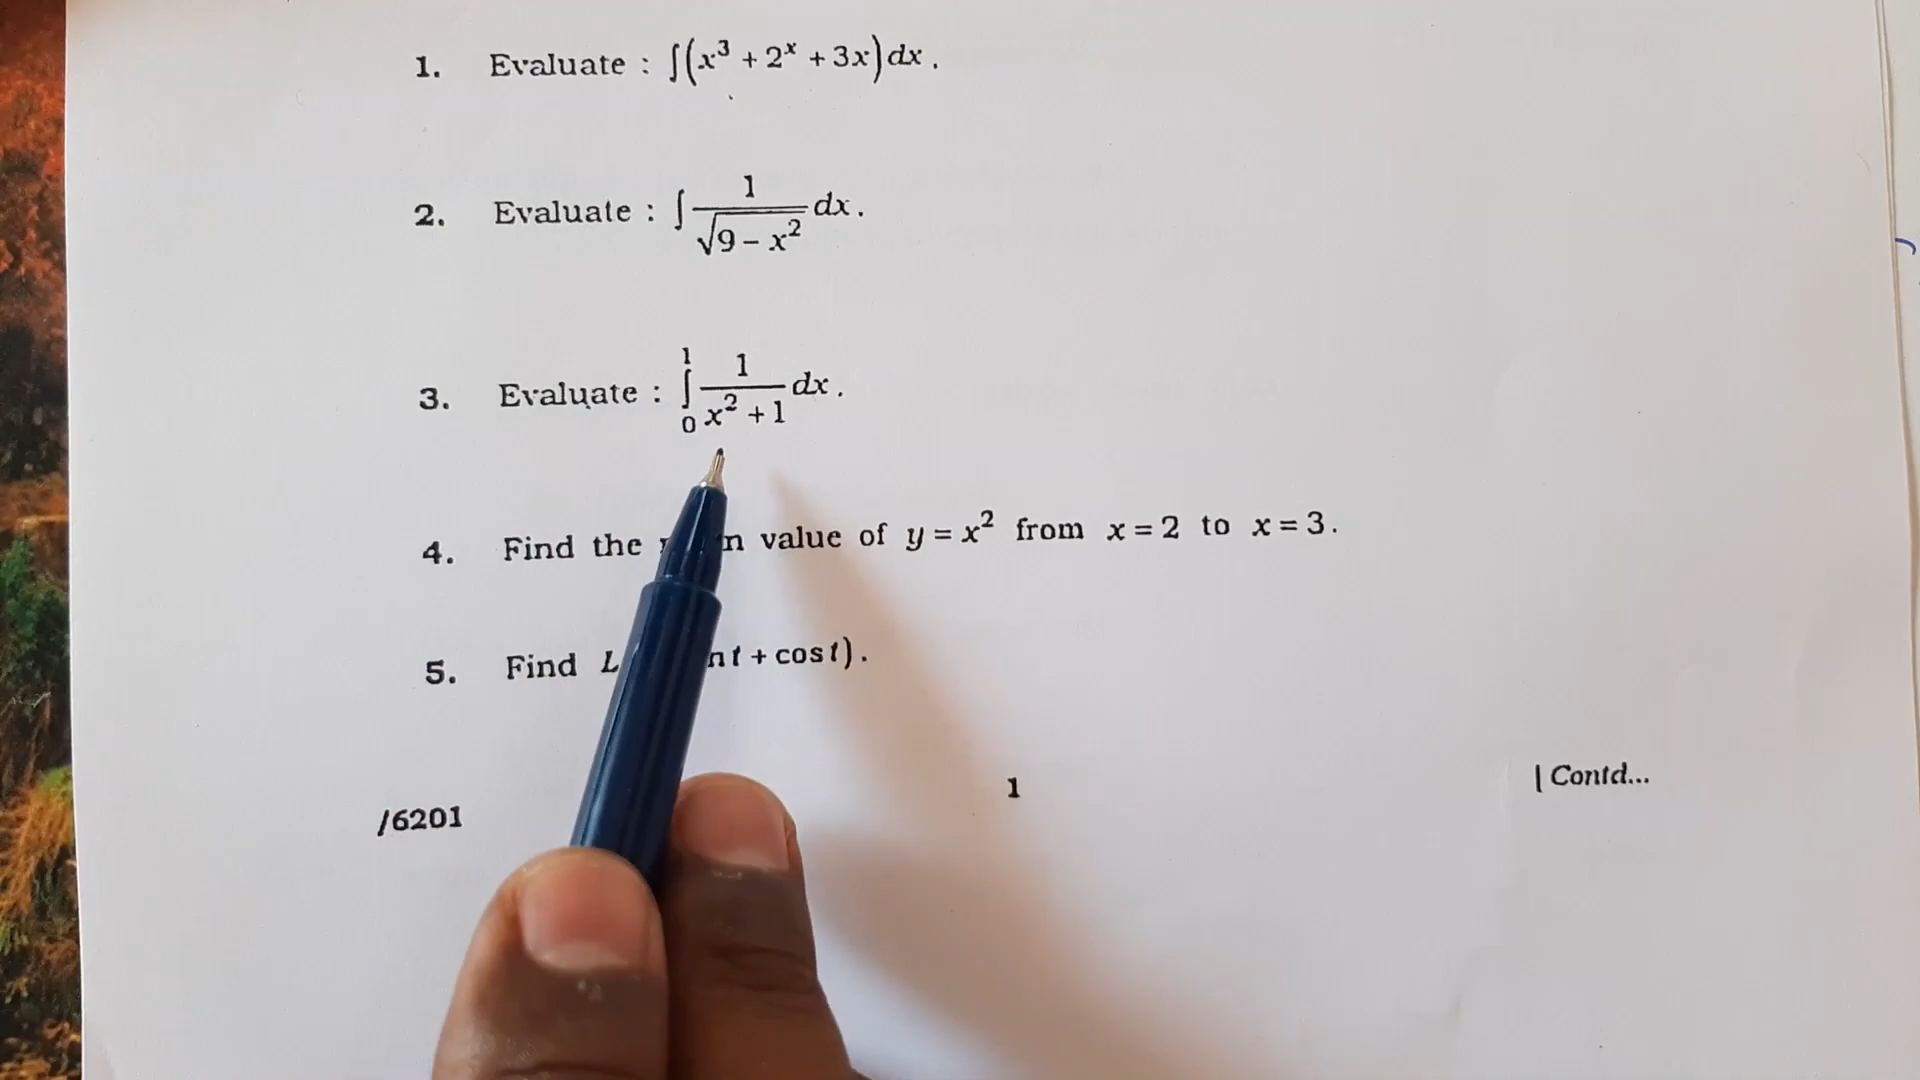 1. Evaluate : ∫(x³ + 2ˣ + 3x) dx .
2. Evaluate : ∫ 1/√(9 – x²) dx .
3. Evaluate : ∫₀¹ 1/(x² + 1) dx .
4. Find the value of y = x² from x = 2 to x = 3 .
5. Find L + cos t) .
/6201 1 | Contd...